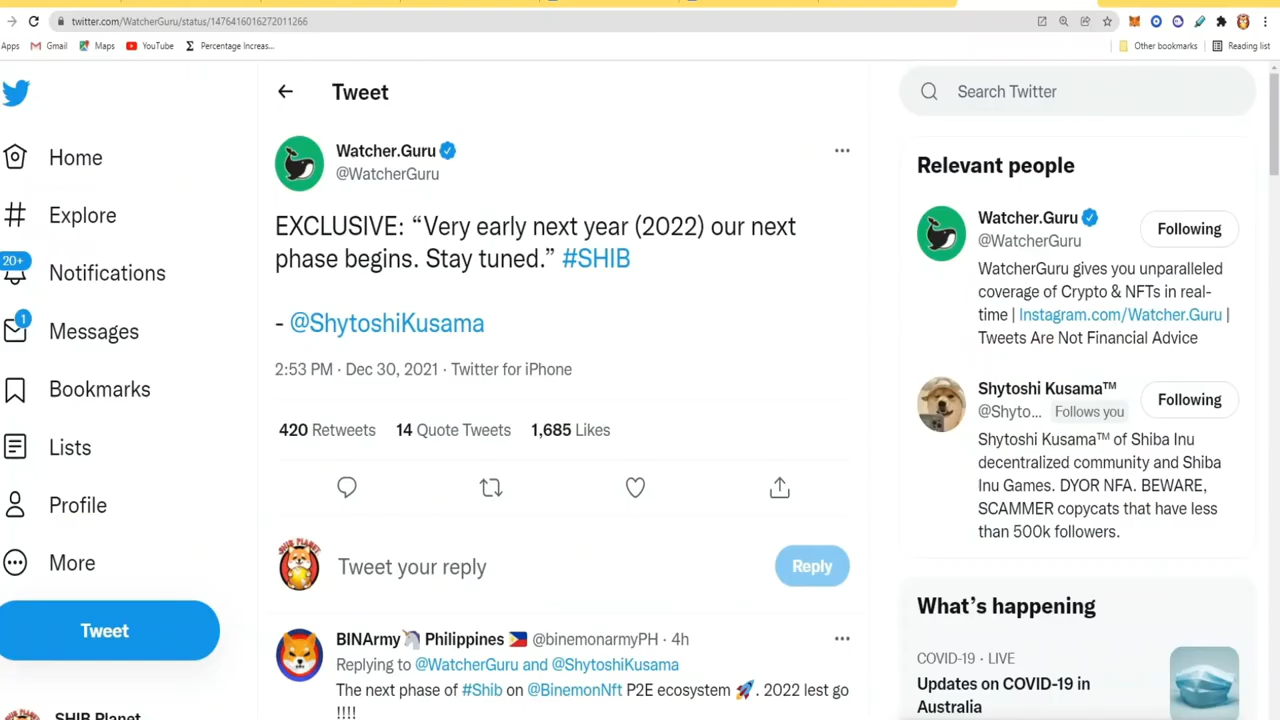 twitter.com/WatcherGuru/status/1476416016272011266
Apps Gmail Maps YouTube Percentage Increas... Other bookmarks Reading list
Tweet
Search Twitter
Home
Explore
20+
Notifications
1
Messages
Bookmarks
Lists
Profile
More
Tweet
SHIB Planet
Watcher.Guru
@WatcherGuru
EXCLUSIVE: “Very early next year (2022) our next
phase begins. Stay tuned.” #SHIB
- @ShytoshiKusama
2:53 PM · Dec 30, 2021 · Twitter for iPhone
420 Retweets 14 Quote Tweets 1,685 Likes
SHIB PLANET
Tweet your reply
Reply
BINArmy Philippines @binemonarmyPH · 4h
Replying to @WatcherGuru and @ShytoshiKusama
The next phase of #Shib on @BinemonNft P2E ecosystem 🚀. 2022 lest go
!!!!
Relevant people
Watcher.Guru
@WatcherGuru
Following
WatcherGuru gives you unparalleled
coverage of Crypto & NFTs in real-
time | Instagram.com/Watcher.Guru |
Tweets Are Not Financial Advice
Shytoshi Kusama™
@Shyto... Follows you
Following
Shytoshi Kusama™ of Shiba Inu
decentralized community and Shiba
Inu Games. DYOR NFA. BEWARE,
SCAMMER copycats that have less
than 500k followers.
What’s happening
COVID-19 · LIVE
Updates on COVID-19 in
Australia